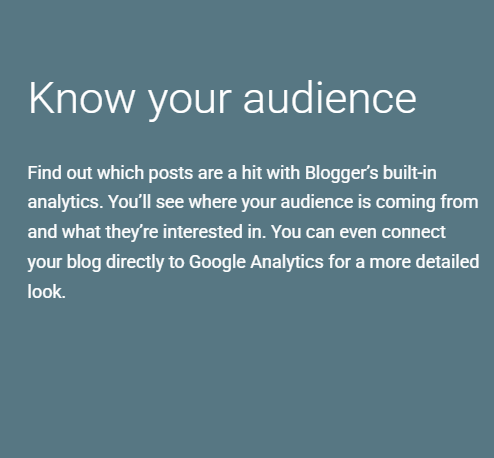 Know your audience
Find out which posts are a hit with Blogger’s built-in
analytics. You’ll see where your audience is coming from
and what they’re interested in. You can even connect
your blog directly to Google Analytics for a more detailed
look.